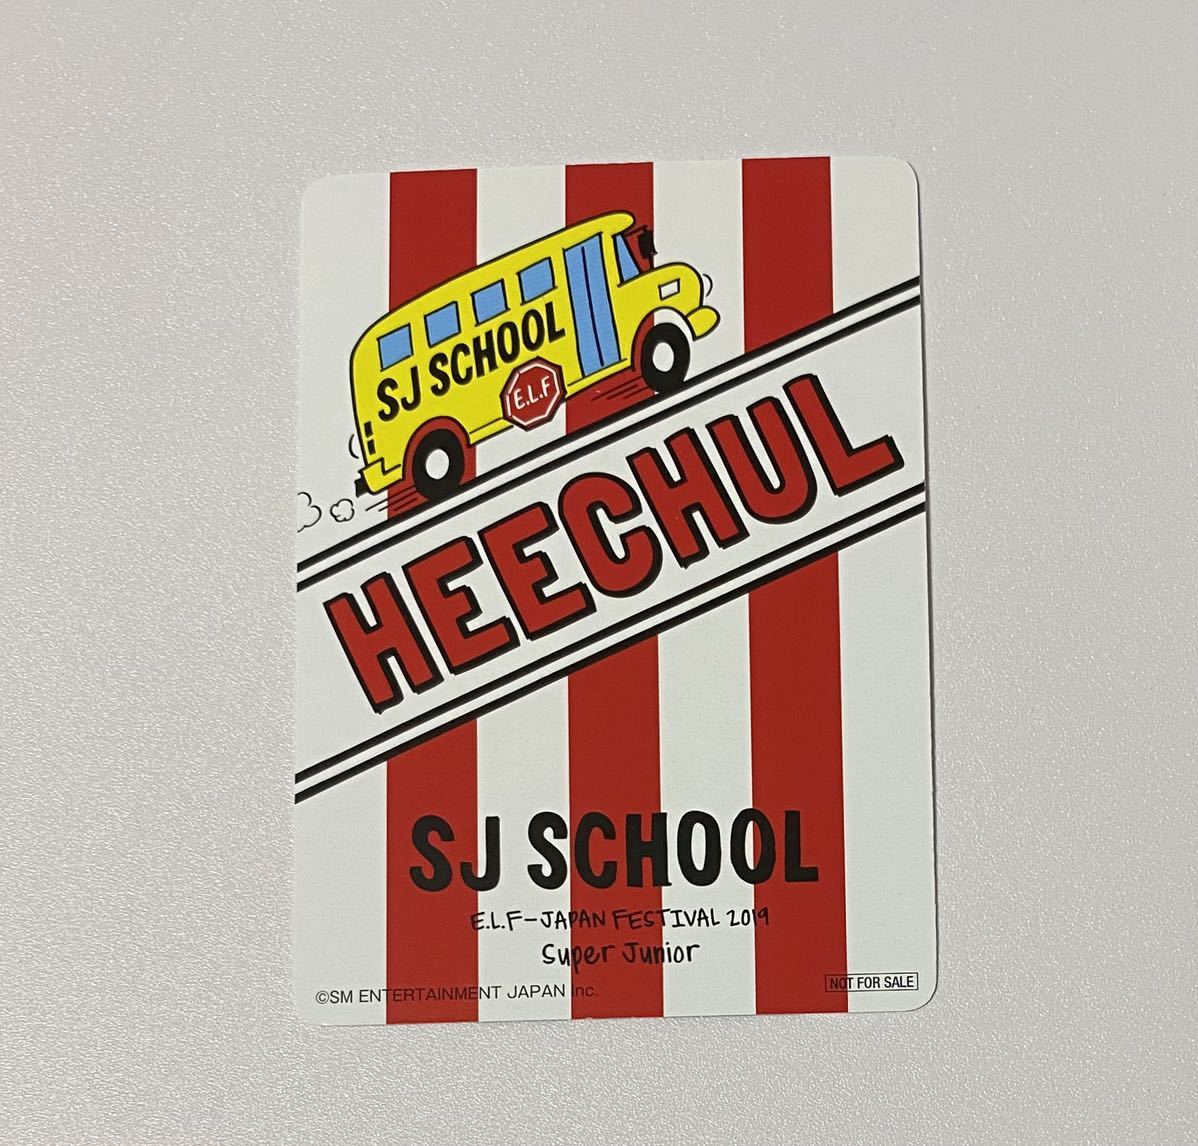 SJ SCHOOL
E.L.F
HEECHUL
SJ SCHOOL
E.L.F-JAPAN FESTIVAL 2019
Super Junior
©SM ENTERTAINMENT JAPAN Inc.
NOT FOR SALE